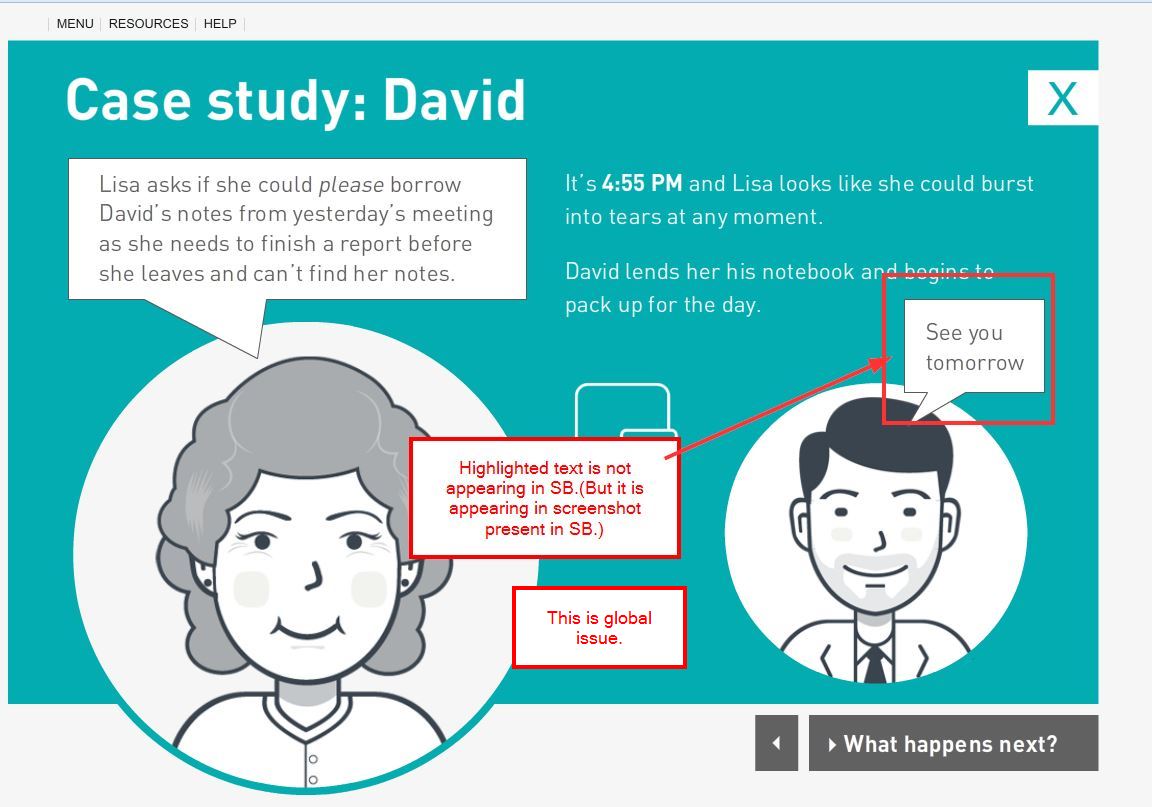 MENU RESOURCES HELP
Case study: David
X
Lisa asks if she could please borrow
David's notes from yesterday's meeting
as she needs to finish a report before
she leaves and can't find her notes.
It's 4:55 PM and Lisa looks like she could burst
into tears at any moment.
David lends her his notebook and begins to
pack up for the day.
See you
tomorrow
Highlighted text is not
appearing in SB.(But it is
appearing in screenshot
present in SB.)
This is global
issue.
What happens next?